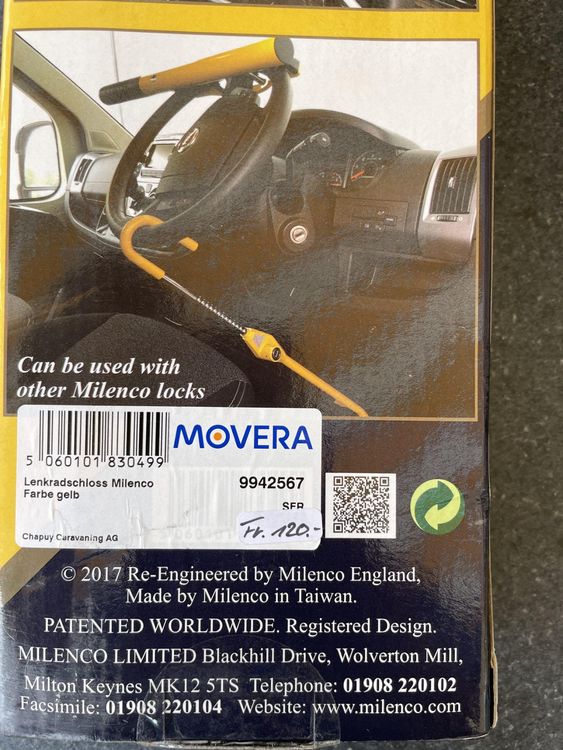 Can be used with
other Milenco locks
5 060101 830499
MOVERA
Lenkradschloss Milenco
Farbe gelb
9942567
SER
Fr. 120.-
Chapuy Caravaning AG
© 2017 Re-Engineered by Milenco England,
Made by Milenco in Taiwan.
PATENTED WORLDWIDE. Registered Design.
MILENCO LIMITED Blackhill Drive, Wolverton Mill,
Milton Keynes MK12 5TS Telephone: 01908 220102
Facsimile: 01908 220104 Website: www.milenco.com